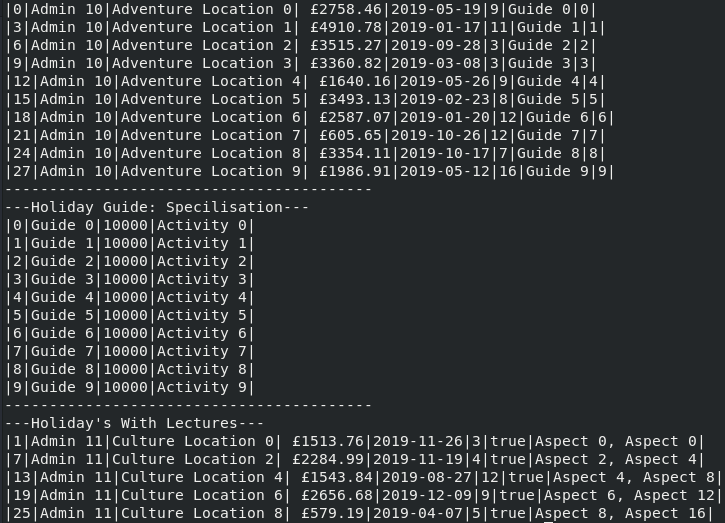 |0|Admin 10|Adventure Location 0| £2758.46|2019-05-19|9|Guide 0|0|
|3|Admin 10|Adventure Location 1| £4910.78|2019-01-17|11|Guide 1|1|
|6|Admin 10|Adventure Location 2| £3515.27|2019-09-28|3|Guide 2|2|
|9|Admin 10|Adventure Location 3| £3360.82|2019-03-08|3|Guide 3|3|
|12|Admin 10|Adventure Location 4| £1640.16|2019-05-26|9|Guide 4|4|
|15|Admin 10|Adventure Location 5| £3493.13|2019-02-23|8|Guide 5|5|
|18|Admin 10|Adventure Location 6| £2587.07|2019-01-20|12|Guide 6|6|
|21|Admin 10|Adventure Location 7| £605.65|2019-10-26|12|Guide 7|7|
|24|Admin 10|Adventure Location 8| £3354.11|2019-10-17|7|Guide 8|8|
|27|Admin 10|Adventure Location 9| £1986.91|2019-05-12|16|Guide 9|9|
-----------------------------------------
---Holiday Guide: Specilisation---
|0|Guide 0|10000|Activity 0|
|1|Guide 1|10000|Activity 1|
|2|Guide 2|10000|Activity 2|
|3|Guide 3|10000|Activity 3|
|4|Guide 4|10000|Activity 4|
|5|Guide 5|10000|Activity 5|
|6|Guide 6|10000|Activity 6|
|7|Guide 7|10000|Activity 7|
|8|Guide 8|10000|Activity 8|
|9|Guide 9|10000|Activity 9|
-----------------------------------------
---Holiday's With Lectures---
|1|Admin 11|Culture Location 0| £1513.76|2019-11-26|3|true|Aspect 0, Aspect 0|
|7|Admin 11|Culture Location 2| £2284.99|2019-11-19|4|true|Aspect 2, Aspect 4|
|13|Admin 11|Culture Location 4| £1543.84|2019-08-27|12|true|Aspect 4, Aspect 8|
|19|Admin 11|Culture Location 6| £2656.68|2019-12-09|9|true|Aspect 6, Aspect 12|
|25|Admin 11|Culture Location 8| £579.19|2019-04-07|5|true|Aspect 8, Aspect 16|